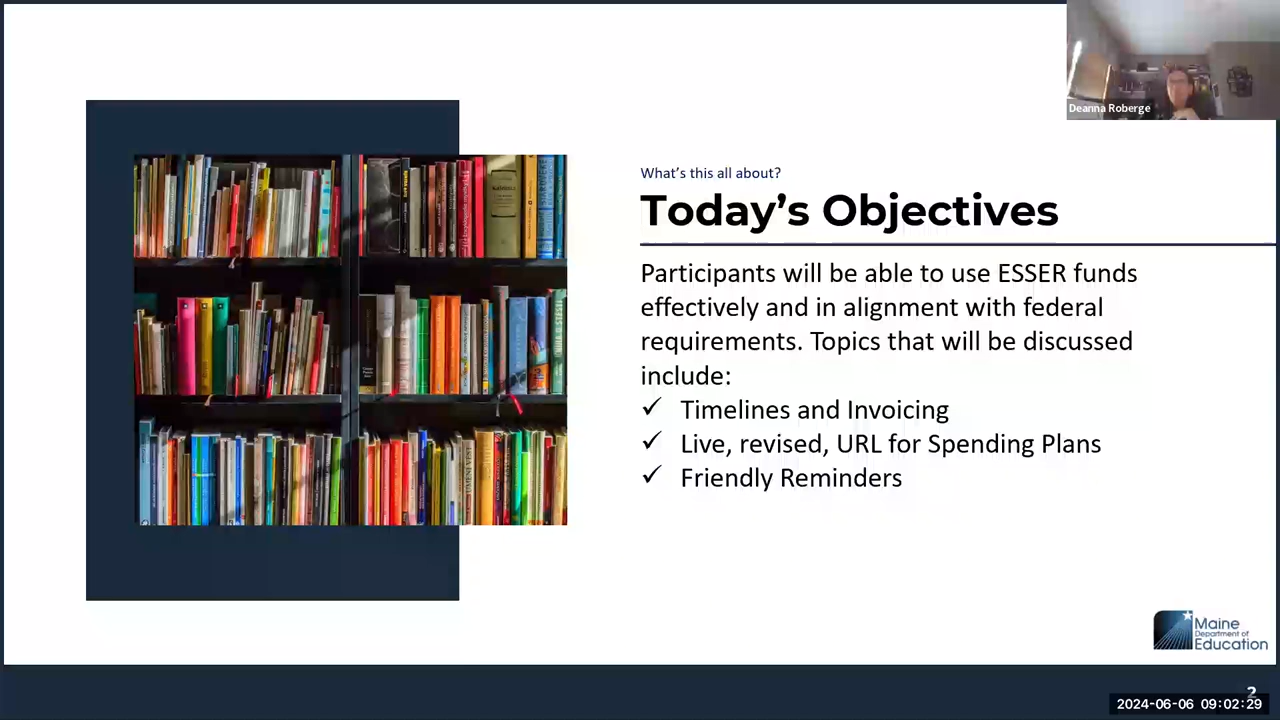 Deanna Roberge
What's this all about?
Today's Objectives
Participants will be able to use ESSER funds
effectively and in alignment with federal
requirements. Topics that will be discussed
include:
✓ Timelines and Invoicing
✓ Live, revised, URL for Spending Plans
✓ Friendly Reminders
Maine
Department of
Education
2
2024-06-06 09:02:29